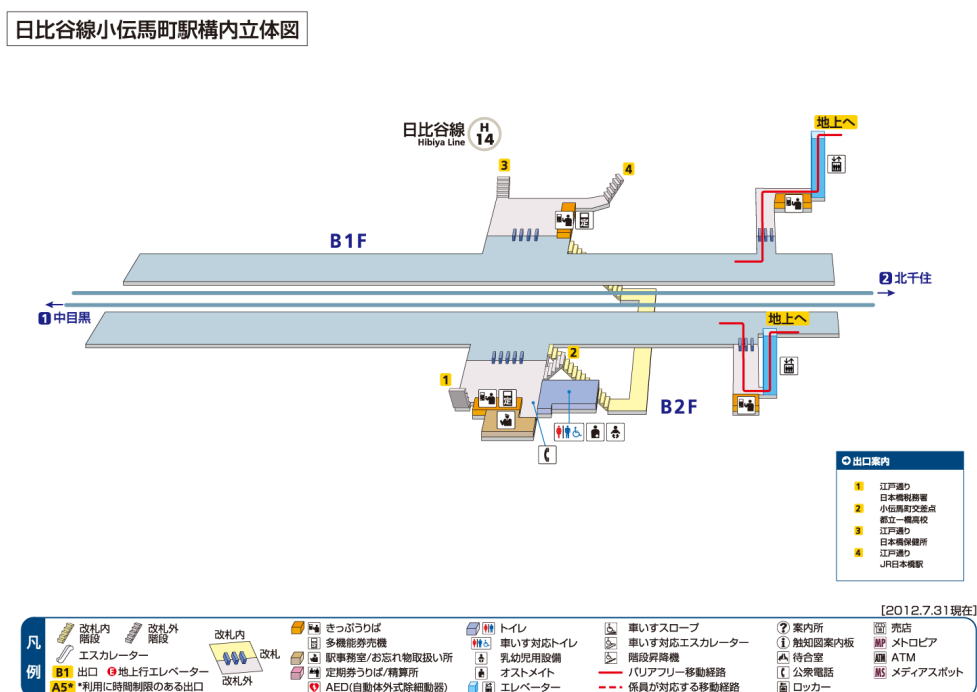 日比谷線小伝馬町駅構内立体図
日比谷線
Hibiya Line
H
14
地上へ
3
4
B1F
2 北千住
1 中目黒
地上へ
2
1
B2F
出口案内
1 江戸通り
日本橋税務署
2 小伝馬町交差点
都立一橋高校
3 江戸通り
日本橋保健所
4 江戸通り
JR日本橋駅
[2012.7.31現在]
凡例
改札内階段
改札外階段
エスカレーター
B1 出口
E 地上行エレベーター
A5* *利用に時間制限のある出口
改札内
改札
改札外
きっぷうりば
多機能券売機
駅事務室/お忘れ物取扱い所
定期券うりば/精算所
AED(自動体外式除細動器)
トイレ
車いす対応トイレ
乳幼児用設備
オストメイト
エレベーター
車いすスロープ
車いす対応エスカレーター
階段昇降機
バリアフリー移動経路
係員が対応する移動経路
案内所
触知図案内板
待合室
公衆電話
ロッカー
売店
MP メトロピア
ATM ATM
MS メディアスポット